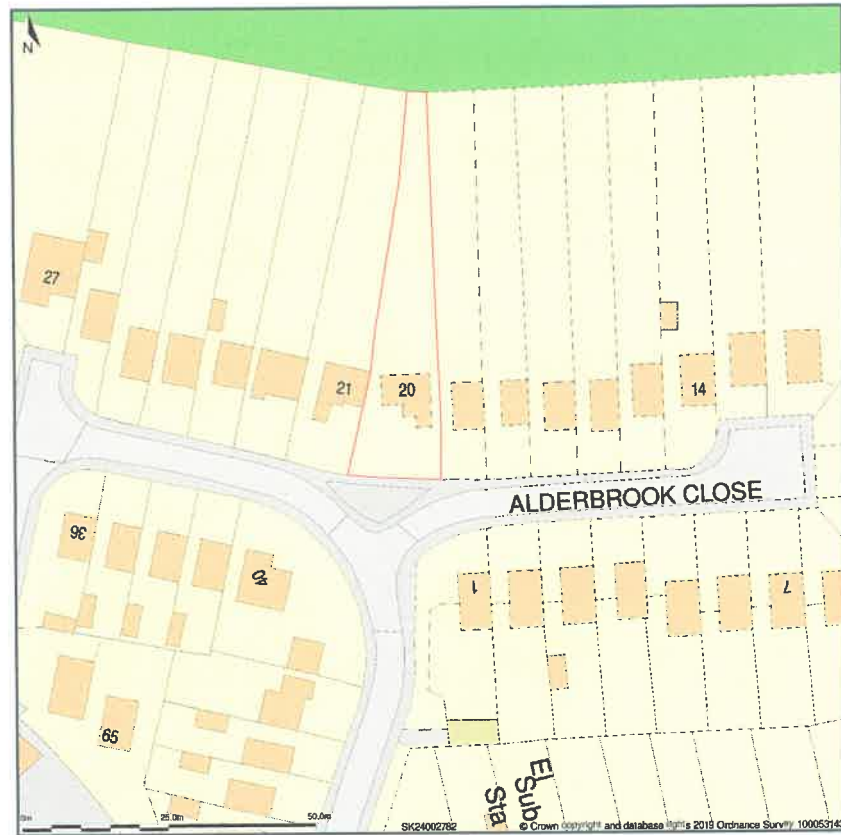 N
27
21
20
14
ALDERBROOK CLOSE
36
1
7
65
El
Sub
Sta
25.0m
50.0m
SK24002782
© Crown copyright and database rights 2019 Ordnance Survey 100053143